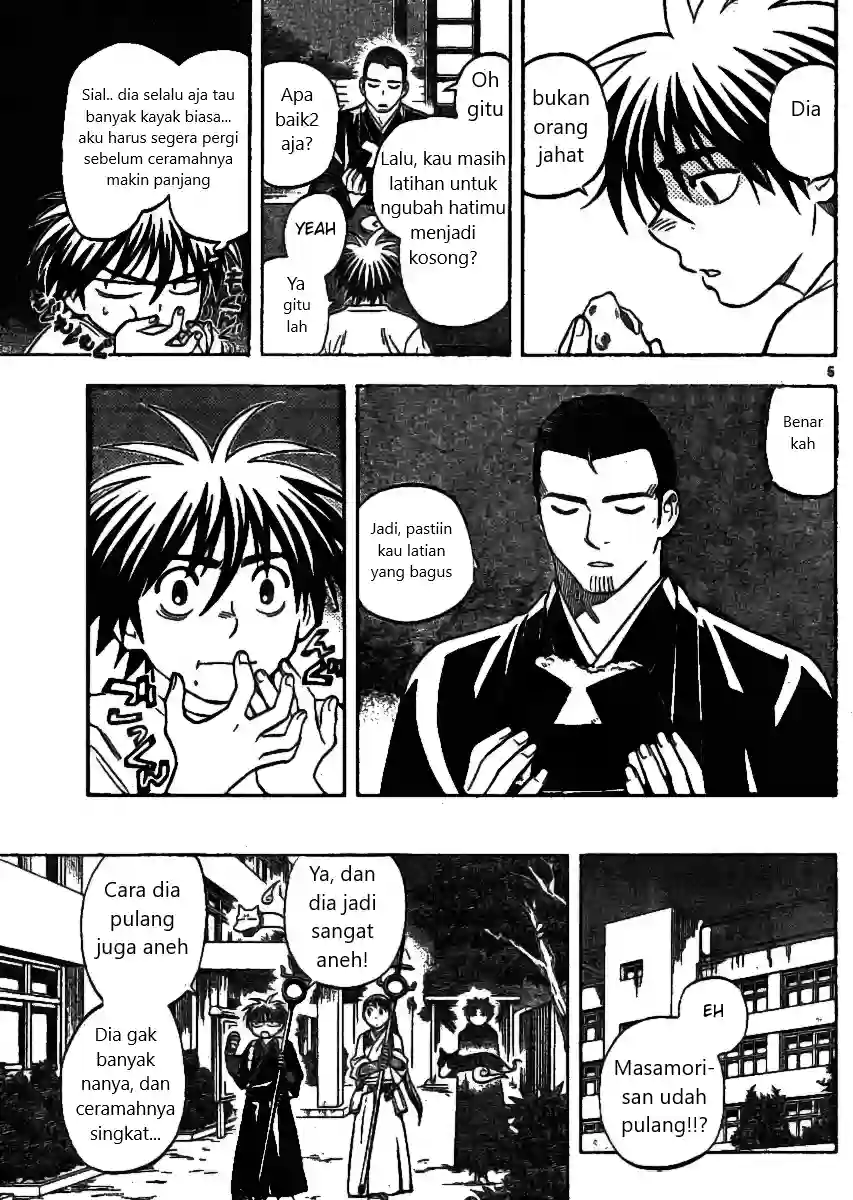 Dia
bukan
orang
jahat
Oh
gitu
Lalu, kau masih
latihan untuk
ngubah hatimu
menjadi
kosong?
Apa
baik2
aja?
YEAH
Ya
gitu
lah
Sial.. dia selalu aja tau
banyak kayak biasa...
aku harus segera pergi
sebelum ceramahnya
makin panjang
Benar
kah
Jadi, pastiin
kau latian
yang bagus
EH
Masamori-
san udah
pulang!!?
Ya, dan
dia jadi
sangat
aneh!
Cara dia
pulang
juga aneh
Dia gak
banyak
nanya, dan
ceramahnya
singkat...